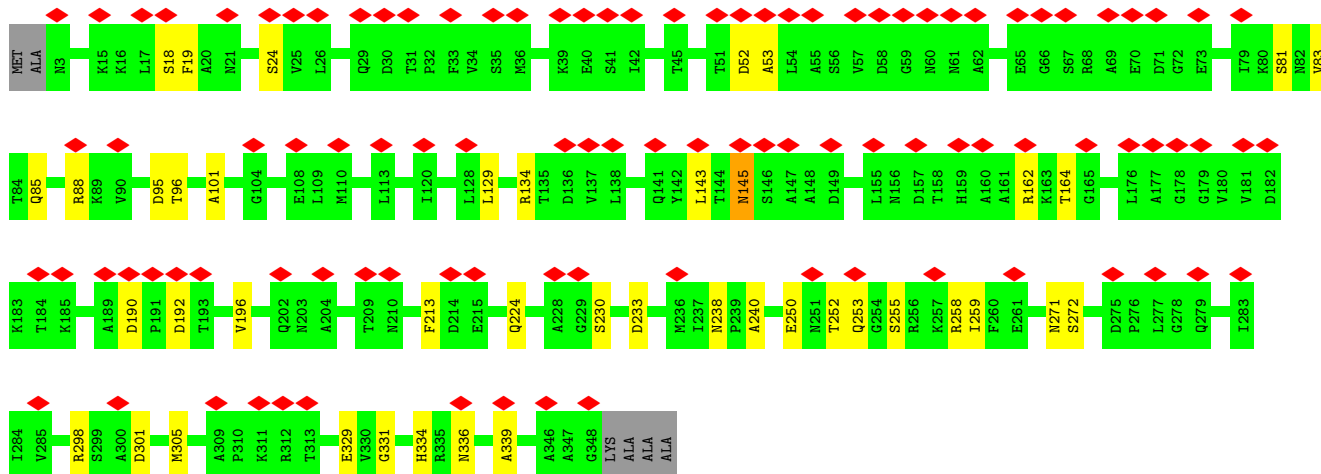 MET ALA N3 K15 K16 L17 S18 F19 A20 N21 S24 V25 L26 Q29 D30 T31 P32 F33 V34 S35 M36 K39 E40 S41 I42 T45 T51 D52 A53 L54 A55 S56 V57 D58 G59 N60 N61 A62 E65 G66 S67 R68 A69 E70 D71 G72 E73 I79 K80 S81 N82 V83
T84 Q85 R88 K89 V90 D95 T96 A101 G104 E108 L109 M110 L113 I120 L128 L129 R134 T135 D136 V137 L138 Q141 Y142 L143 T144 N145 S146 A147 A148 D149 L155 N156 D157 T158 H159 A160 A161 R162 K163 T164 G165 L176 A177 G178 G179 V180 V181 D182
K183 T184 K185 A189 D190 P191 D192 T193 V196 Q202 N203 A204 T209 N210 F213 D214 E215 Q224 A228 G229 S230 D233 M236 I237 N238 P239 A240 E250 N251 T252 Q253 G254 S255 R256 K257 R258 I259 F260 E261 N271 S272 D275 P276 L277 G278 Q279 I283
I284 V285 R298 S299 A300 D301 M305 A309 P310 K311 R312 T313 E329 V330 G331 H334 R335 N336 A339 A346 A347 G348 LYS ALA ALA ALA